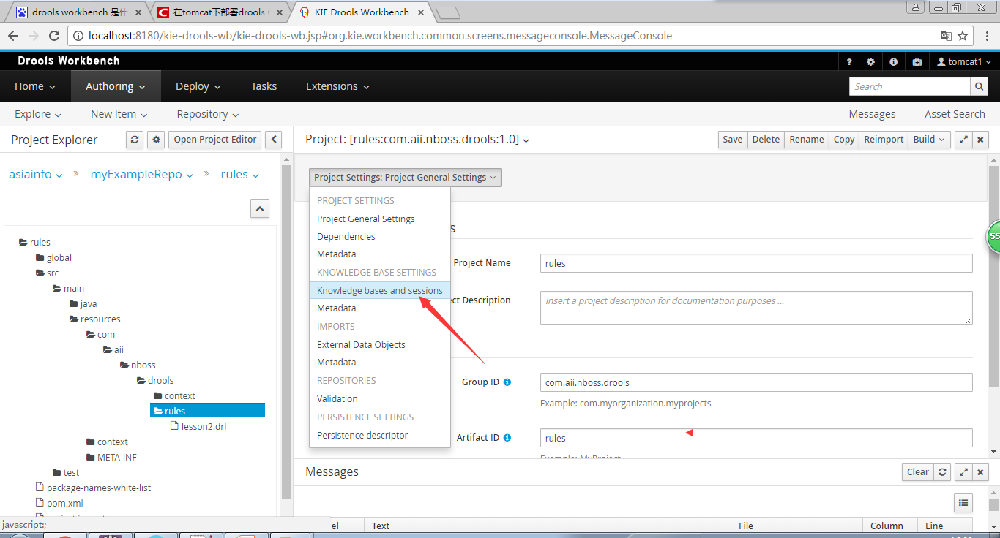 drools workbench 是什
在tomcat下部署drools
KIE Drools Workbench
localhost:8180/kie-drools-wb/kie-drools-wb.jsp#org.kie.workbench.common.screens.messageconsole.MessageConsole
Drools Workbench
? tomcat1
Home Authoring Deploy Tasks Extensions Search
Explore New Item Repository Messages Asset Search
Project Explorer Open Project Editor
Project: [rules:com.aii.nboss.drools:1.0] Save Delete Rename Copy Reimport Build
asiainfo » myExampleRepo » rules
rules
global
src
main
java
resources
com
aii
nboss
drools
context
rules
lesson2.drl
context
META-INF
test
package-names-white-list
pom.xml
javascript:;
Project Settings: Project General Settings
PROJECT SETTINGS
Project General Settings
Dependencies
Metadata
KNOWLEDGE BASE SETTINGS
Knowledge bases and sessions
Metadata
IMPORTS
External Data Objects
Metadata
REPOSITORIES
Validation
PERSISTENCE SETTINGS
Persistence descriptor
s
Project Name rules
ct Description Insert a project description for documentation purposes ...
Group ID com.aii.nboss.drools
Example: com.myorganization.myprojects
Artifact ID rules
Example: MyProject
55
Messages Clear
el Text File Column Line